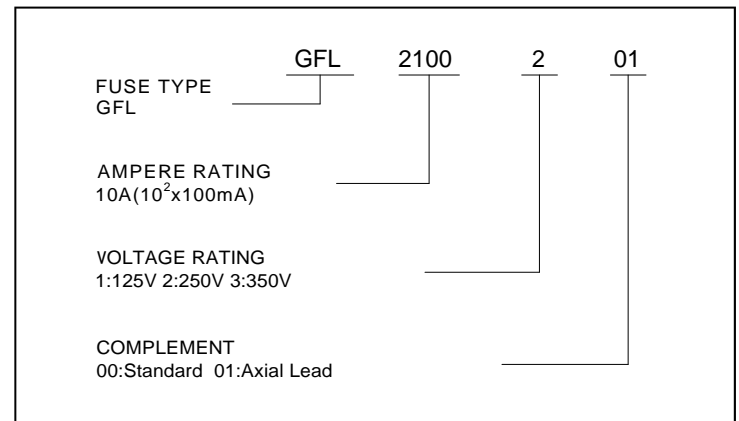 GFL 2100 2 01
FUSE TYPE
GFL
AMPERE RATING
10A(10²x100mA)
VOLTAGE RATING
1:125V 2:250V 3:350V
COMPLEMENT
00:Standard 01:Axial Lead